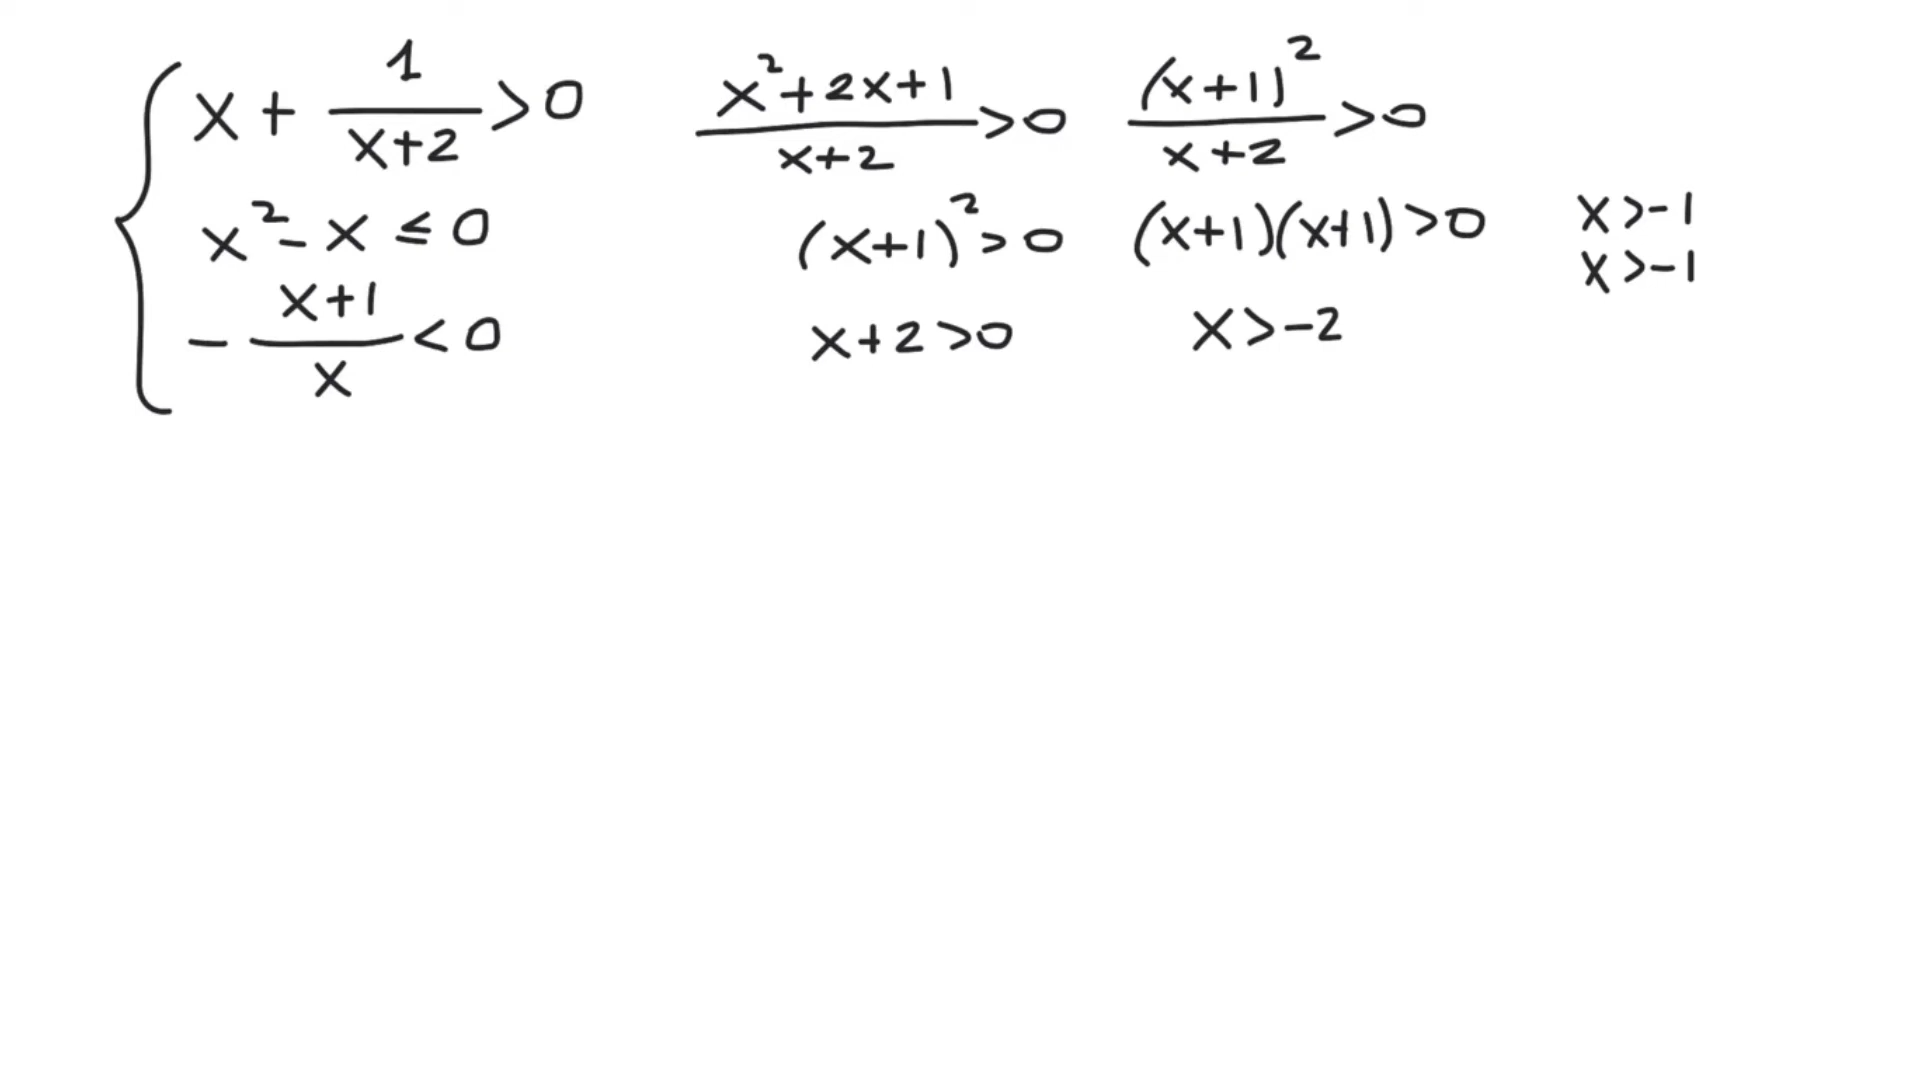 x + 1/(x+2) > 0    (x²+2x+1)/(x+2) > 0    (x+1)²/(x+2) > 0
x² - x ≤ 0    (x+1)² > 0    (x+1)(x+1) > 0    x > -1
x > -1
- (x+1)/x < 0    x+2 > 0    x > -2